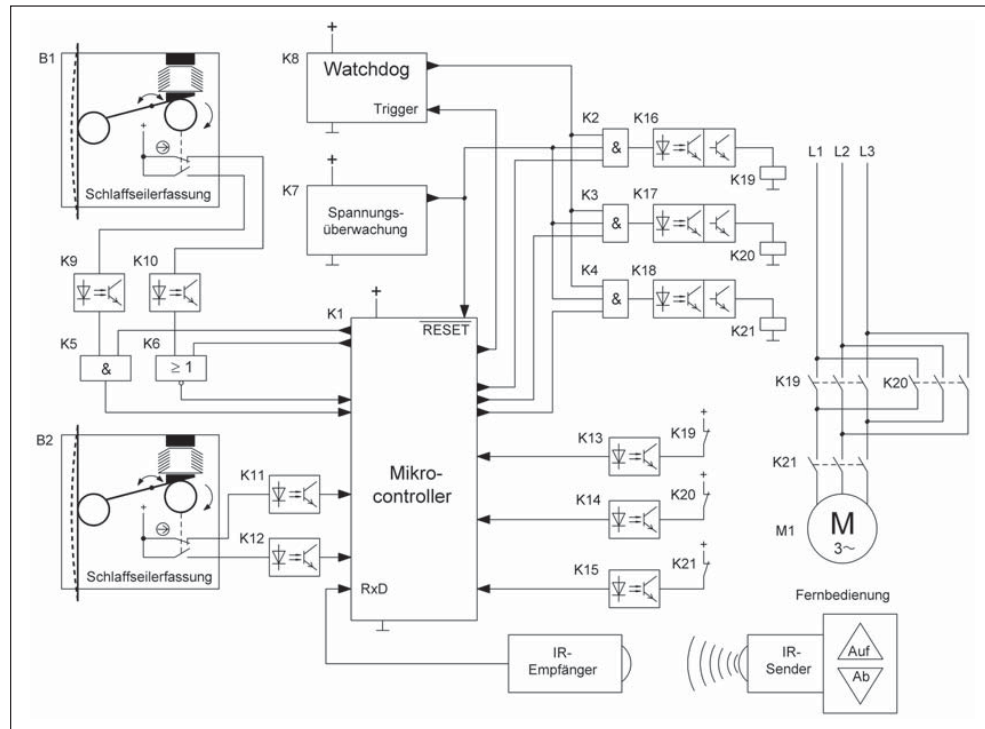 B1
Schlaffseilerfassung
K8
Watchdog
Trigger
K7
Spannungs-
überwachung
K2
&
K16
K19
K3
&
K17
K20
K4
&
K18
K21
K9
K10
K5
&
K6
≥ 1
K1
RESET
Mikro-
controller
RxD
B2
Schlaffseilerfassung
K11
K12
K13
K19
K14
K20
K15
K21
L1 L2 L3
K19
K20
K21
M1
M
3~
IR-
Empfänger
Fernbedienung
IR-
Sender
Auf
Ab